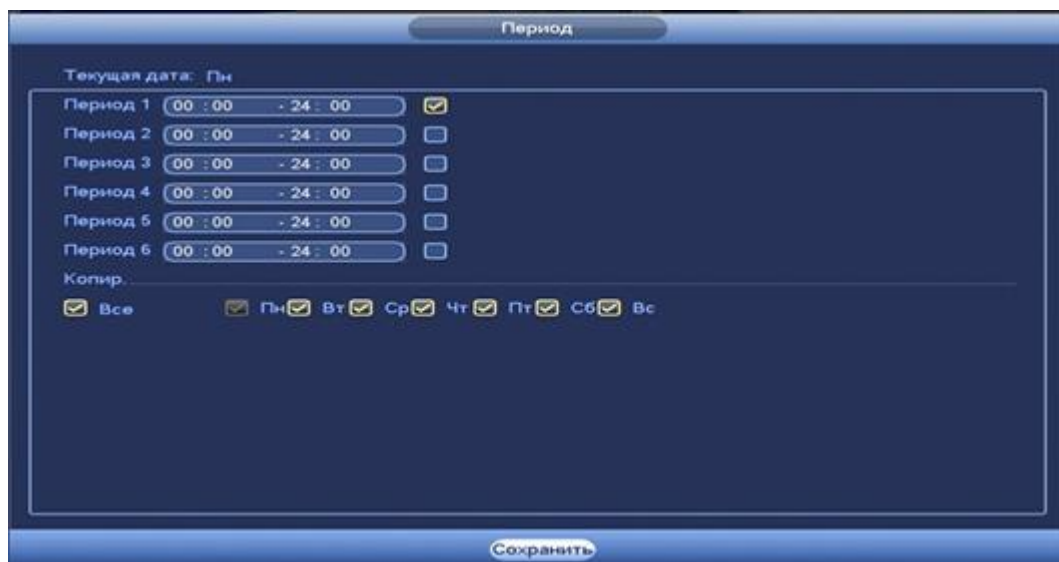 Период
Текущая дата: Пн
Период 1 00 : 00 - 24 : 00
Период 2 00 : 00 - 24 : 00
Период 3 00 : 00 - 24 : 00
Период 4 00 : 00 - 24 : 00
Период 5 00 : 00 - 24 : 00
Период 6 00 : 00 - 24 : 00
Копир.
Все Пн Вт Ср Чт Пт Сб Вс
Сохранить